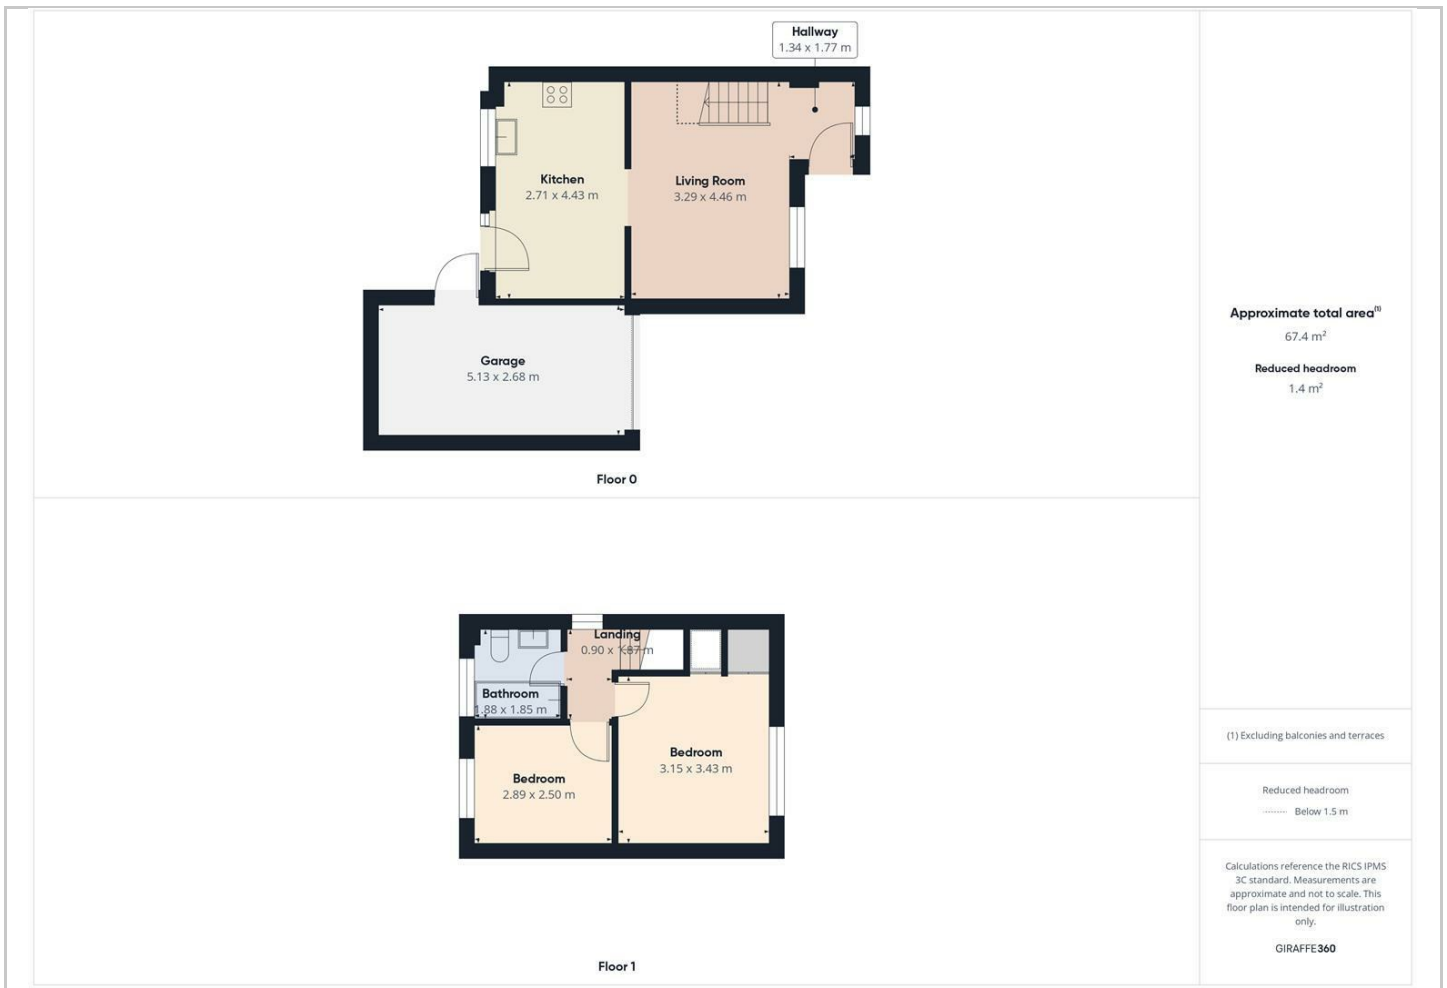 Hallway
1.34 x 1.77 m
Kitchen
2.71 x 4.43 m
Living Room
3.29 x 4.46 m
Garage
5.13 x 2.68 m
Floor 0
Landing
0.90 x 1.87 m
Bathroom
1.88 x 1.85 m
Bedroom
3.15 x 3.43 m
Bedroom
2.89 x 2.50 m
Floor 1
Approximate total area(1)
67.4 m²
Reduced headroom
1.4 m²
(1) Excluding balconies and terraces
Reduced headroom
Below 1.5 m
Calculations reference the RICS IPMS
3C standard. Measurements are
approximate and not to scale. This
floor plan is intended for illustration
only.
GIRAFFE360